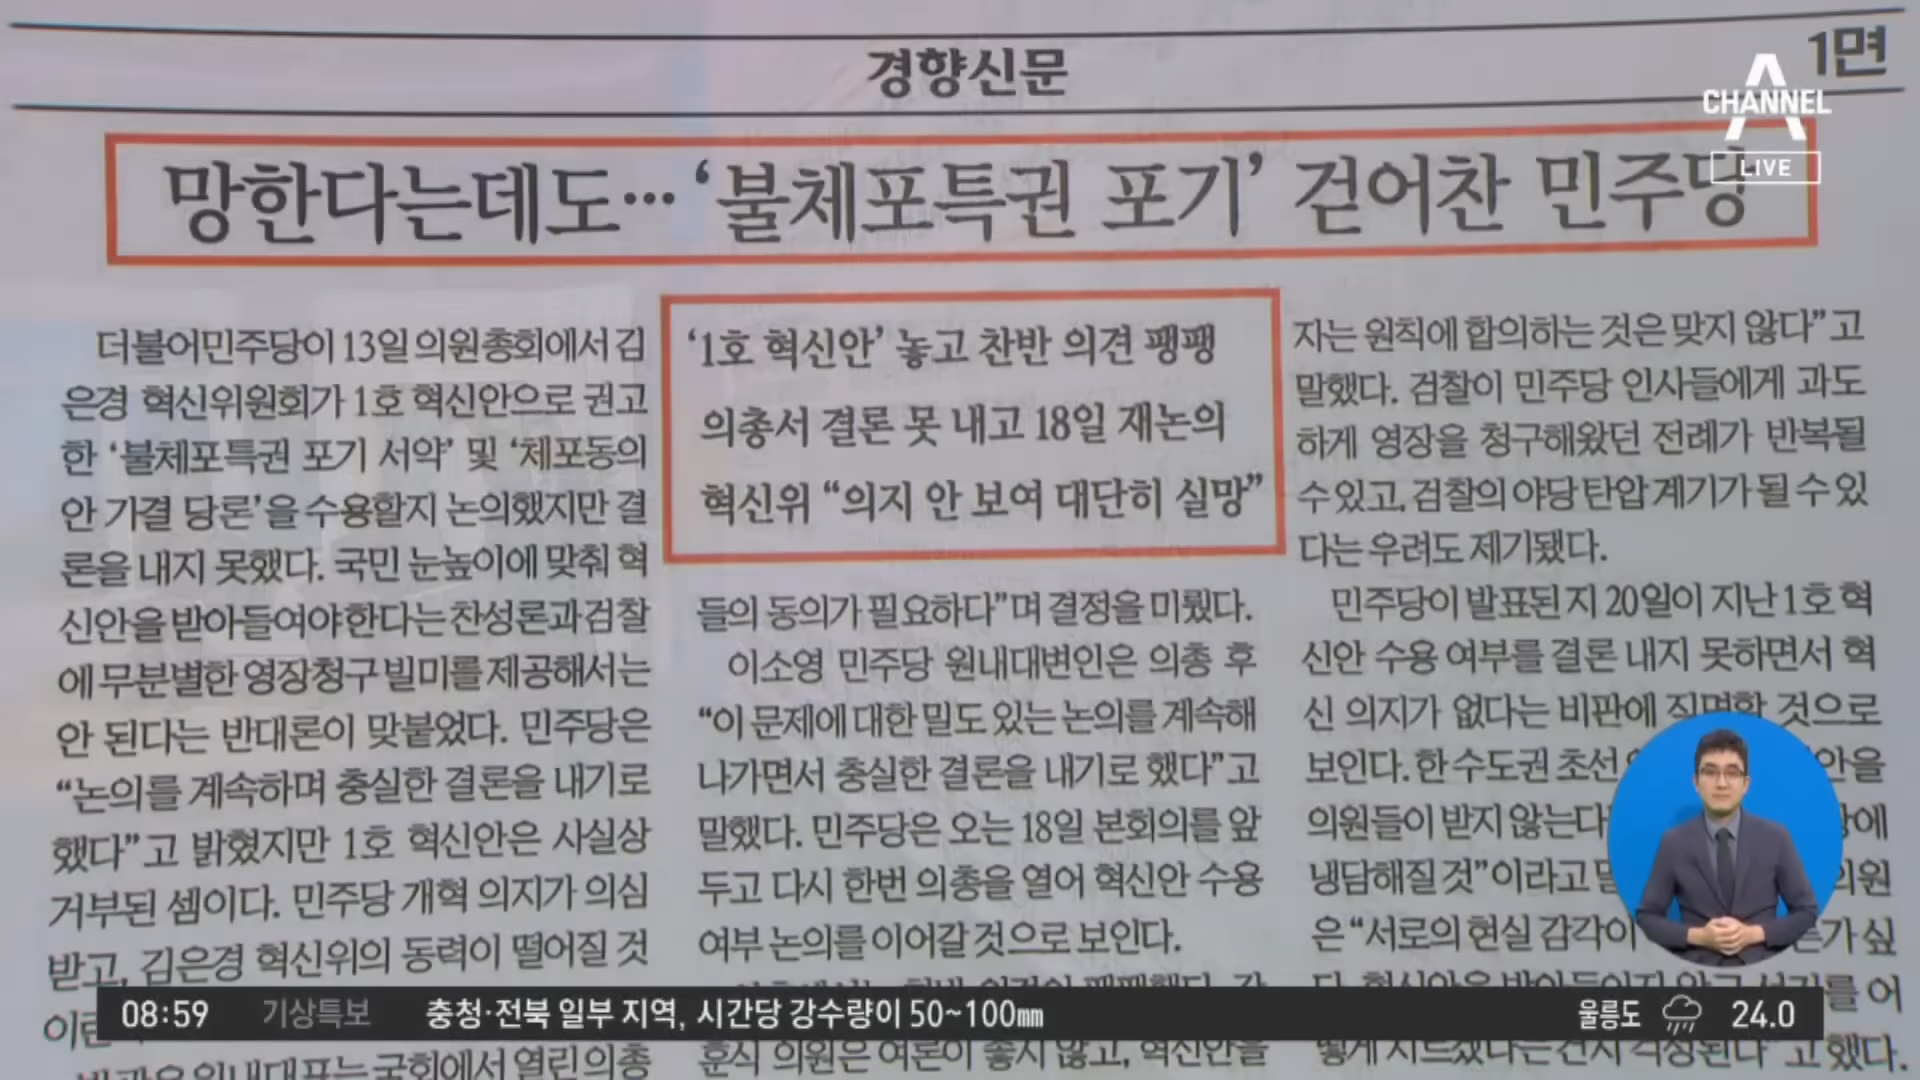 경향신문
1면
CHANNEL A
LIVE
망한다는데도… '불체포특권 포기' 걷어찬 민주당
더불어민주당이 13일 의원총회에서 김
은경 혁신위원회가 1호 혁신안으로 권고
한 '불체포특권 포기 서약' 및 '체포동의
안 가결 당론'을 수용할지 논의했지만 결
론을 내지 못했다. 국민 눈높이에 맞춰 혁
신안을 받아들여야 한다는 찬성론과 검찰
에 무분별한 영장청구 빌미를 제공해서는
안 된다는 반대론이 맞붙었다. 민주당은
“논의를 계속하며 충실한 결론을 내기로
했다”고 밝혔지만 1호 혁신안은 사실상
거부된 셈이다. 민주당 개혁 의지가 의심
받고, 김은경 혁신위의 동력이 떨어질 것
'1호 혁신안' 놓고 찬반 의견 팽팽
의총서 결론 못 내고 18일 재논의
혁신위 “의지 안 보여 대단히 실망”
들의 동의가 필요하다”며 결정을 미뤘다.
이소영 민주당 원내대변인은 의총 후
“이 문제에 대한 밀도 있는 논의를 계속해
나가면서 충실한 결론을 내기로 했다”고
말했다. 민주당은 오는 18일 본회의를 앞
두고 다시 한번 의총을 열어 혁신안 수용
여부 논의를 이어갈 것으로 보인다.
훈식 의원은 여론이 좋지 않고, 혁신안을
자는 원칙에 합의하는 것은 맞지 않다”고
말했다. 검찰이 민주당 인사들에게 과도
하게 영장을 청구해왔던 전례가 반복될
수 있고, 검찰의 야당 탄압 계기가 될 수 있
다는 우려도 제기됐다.
민주당이 발표된 지 20일이 지난 1호 혁
신안 수용 여부를 결론 내지 못하면서 혁
신 의지가 없다는 비판에 직면할 것으로
보인다. 한 수도권 초선
안을
의원들이 받지 않는다
냉담해질 것”이라고
의원
은 “서로의 현실 감각이
가 싶
08:59 기상특보 충청·전북 일부 지역, 시간당 강수량이 50~100㎜ 울릉도 24.0